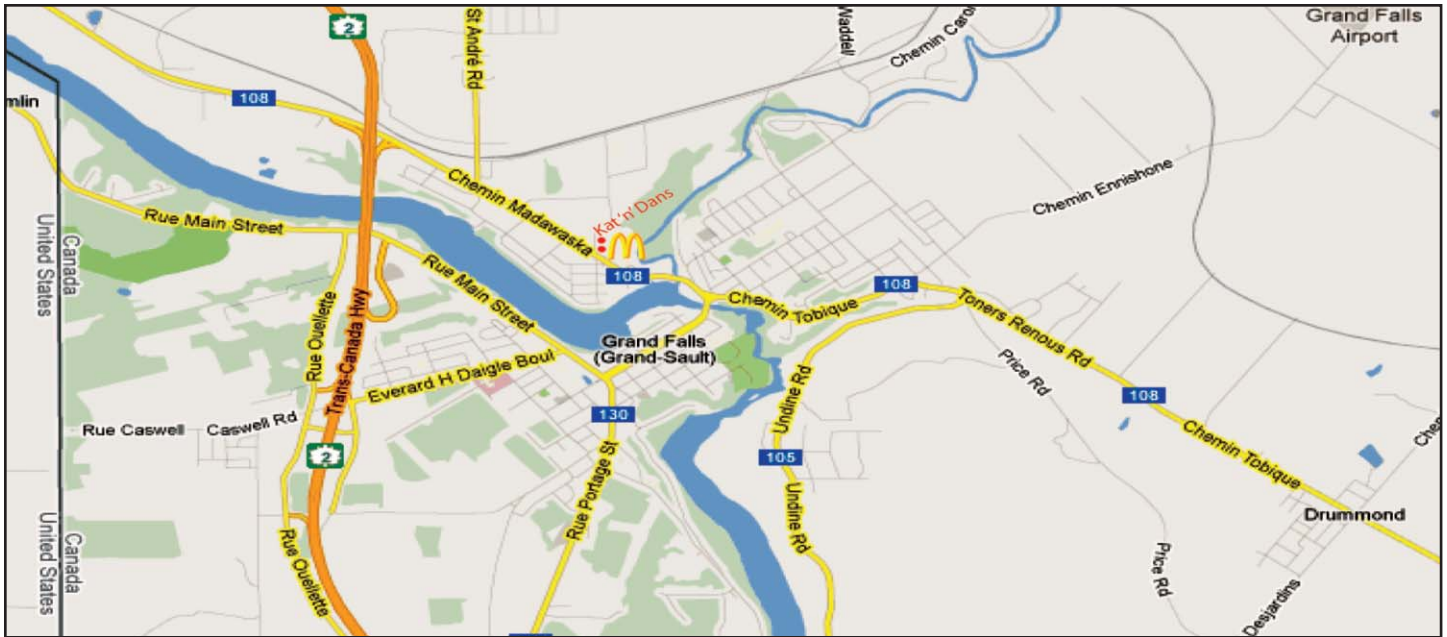 2
St André Rd
Waddell
Chemin Caron
Grand Falls
Airport
108
mlin
Chemin Madawaska
Kat 'n' Dans
Chemin Ennishone
Rue Main Street
Canada
United States
Rue Main Street
108
108
Chemin Tobique
Toners Renous Rd
Rue Ouellette
Trans-Canada Hwy
Grand Falls
(Grand-Sault)
Everard H Daigle Boul
Price Rd
Undine Rd
108
130
Rue Caswell
Caswell Rd
2
105
Rue Portage St
Chemin Tobique
Che
Undine Rd
Drummond
Canada
United States
Rue Ouellette
Price Rd
Desjardins